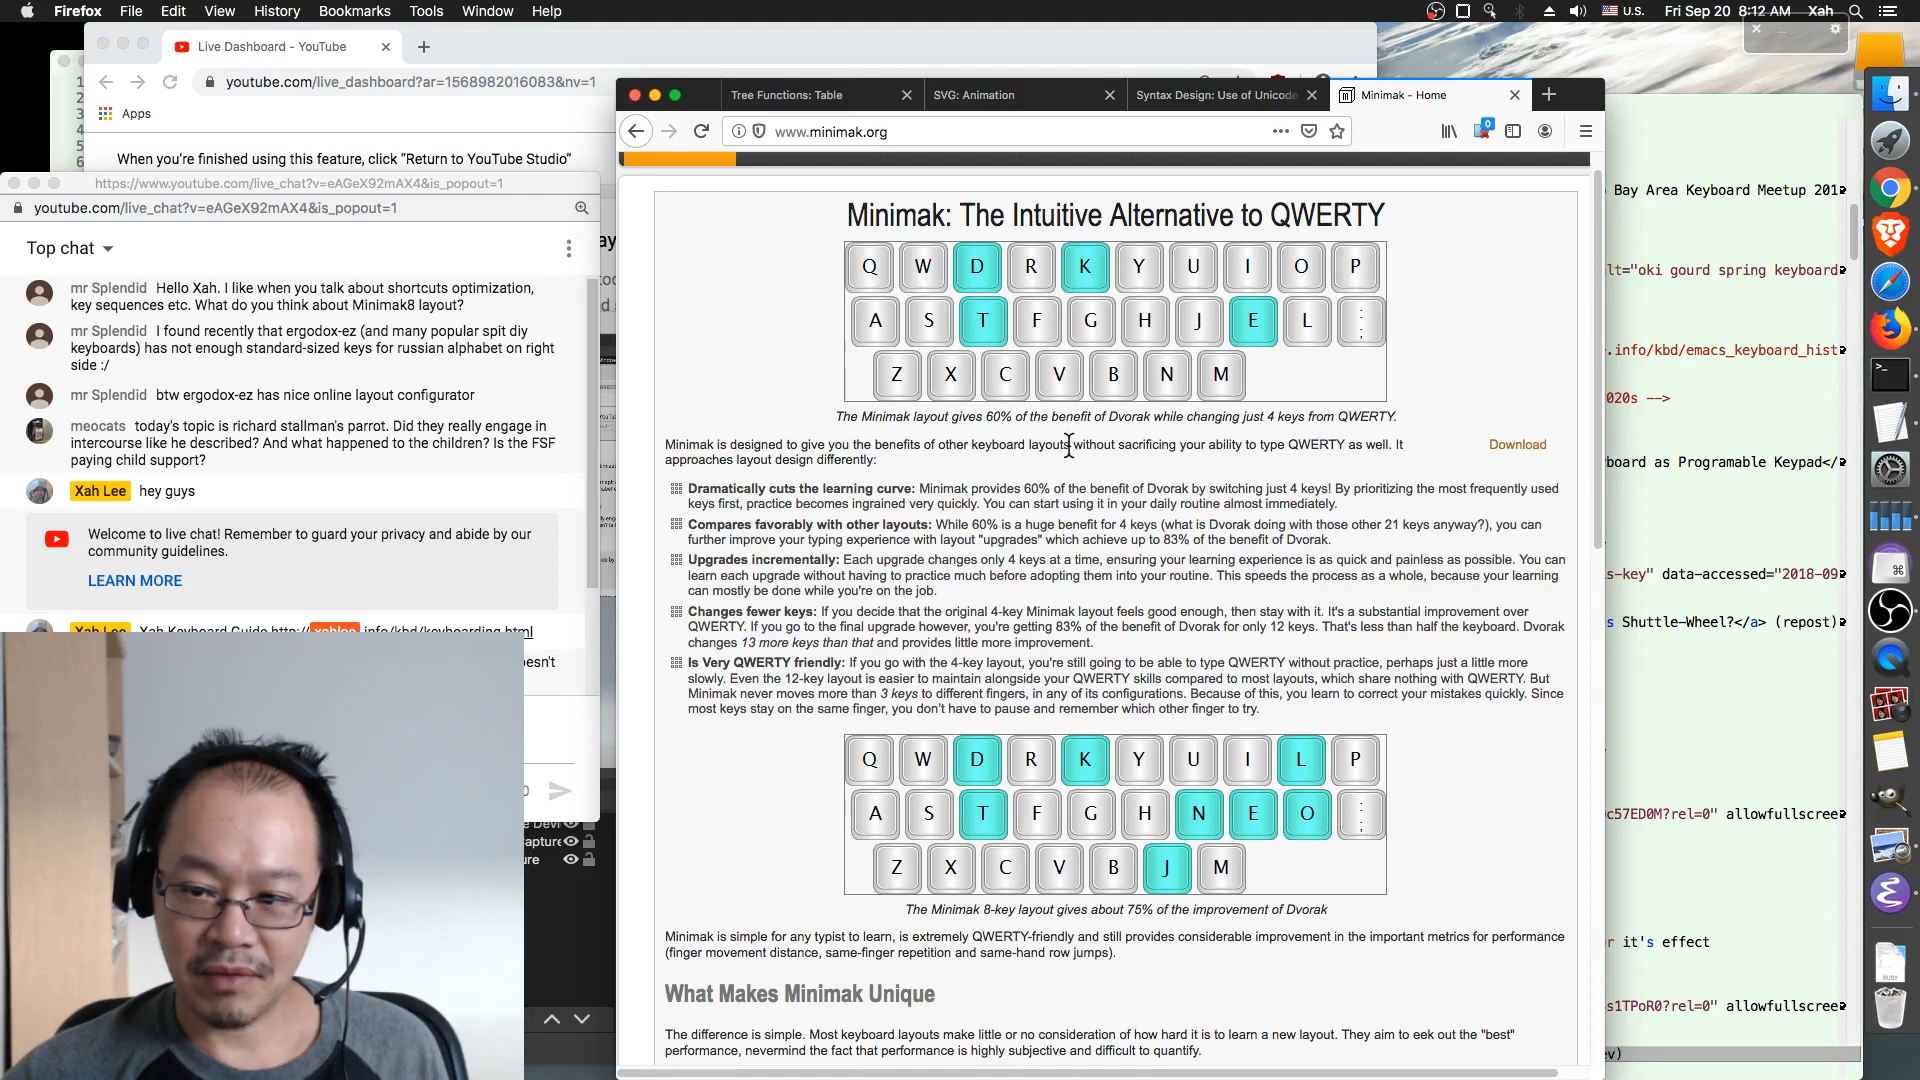 Firefox File Edit View History Bookmarks Tools Window Help
U.S. Fri Sep 20 8:12 AM Xah
Live Dashboard - YouTube
youtube.com/live_dashboard?ar=1568982016083&nv=1
Apps
When you’re finished using this feature, click “Return to YouTube Studio”
https://www.youtube.com/live_chat?v=eAGeX92mAX4&is_popout=1
youtube.com/live_chat?v=eAGeX92mAX4&is_popout=1
Top chat
mr Splendid Hello Xah. I like when you talk about shortcuts optimization,
key sequences etc. What do you think about Minimak8 layout?
mr Splendid I found recently that ergodox-ez (and many popular spit diy
keyboards) has not enough standard-sized keys for russian alphabet on right
side :/
mr Splendid btw ergodox-ez has nice online layout configurator
meocats today's topic is richard stallman's parrot. Did they really engage in
intercourse like he described? And what happened to the children? Is the FSF
paying child support?
Xah Lee hey guys
Welcome to live chat! Remember to guard your privacy and abide by our
community guidelines.
LEARN MORE
Xah Lee Xah Keyboard Guide http://xahlee.info/kbd/keyboarding.html
Tree Functions: Table
SVG: Animation
Syntax Design: Use of Unicode
Minimak - Home
www.minimak.org
0
Minimak: The Intuitive Alternative to QWERTY
Q W D R K Y U I O P
A S T F G H J E L : ;
Z X C V B N M
The Minimak layout gives 60% of the benefit of Dvorak while changing just 4 keys from QWERTY.
Minimak is designed to give you the benefits of other keyboard layouts without sacrificing your ability to type QWERTY as well. It
approaches layout design differently:
Download
Dramatically cuts the learning curve: Minimak provides 60% of the benefit of Dvorak by switching just 4 keys! By prioritizing the most frequently used
keys first, practice becomes ingrained very quickly. You can start using it in your daily routine almost immediately.
Compares favorably with other layouts: While 60% is a huge benefit for 4 keys (what is Dvorak doing with those other 21 keys anyway?), you can
further improve your typing experience with layout "upgrades" which achieve up to 83% of the benefit of Dvorak.
Upgrades incrementally: Each upgrade changes only 4 keys at a time, ensuring your learning experience is as quick and painless as possible. You can
learn each upgrade without having to practice much before adopting them into your routine. This speeds the process as a whole, because your learning
can mostly be done while you're on the job.
Changes fewer keys: If you decide that the original 4-key Minimak layout feels good enough, then stay with it. It's a substantial improvement over
QWERTY. If you go to the final upgrade however, you're getting 83% of the benefit of Dvorak for only 12 keys. That's less than half the keyboard. Dvorak
changes 13 more keys than that and provides little more improvement.
Is Very QWERTY friendly: If you go with the 4-key layout, you're still going to be able to type QWERTY without practice, perhaps just a little more
slowly. Even the 12-key layout is easier to maintain alongside your QWERTY skills compared to most layouts, which share nothing with QWERTY. But
Minimak never moves more than 3 keys to different fingers, in any of its configurations. Because of this, you learn to correct your mistakes quickly. Since
most keys stay on the same finger, you don't have to pause and remember which other finger to try.
Q W D R K Y U I L P
A S T F G H N E O : ;
Z X C V B J M
The Minimak 8-key layout gives about 75% of the improvement of Dvorak
Minimak is simple for any typist to learn, is extremely QWERTY-friendly and still provides considerable improvement in the important metrics for performance
(finger movement distance, same-finger repetition and same-hand row jumps).
What Makes Minimak Unique
The difference is simple. Most keyboard layouts make little or no consideration of how hard it is to learn a new layout. They aim to eek out the "best"
performance, nevermind the fact that performance is highly subjective and difficult to quantify.
Bay Area Keyboard Meetup 201
lt="oki gourd spring keyboard
.info/kbd/emacs_keyboard_hist
020s -->
board as Programable Keypad</
s-key" data-accessed="2018-09
s Shuttle-Wheel?</a> (repost)
c57ED0M?rel=0" allowfullscree
r it's effect
s1TPoR0?rel=0" allowfullscree